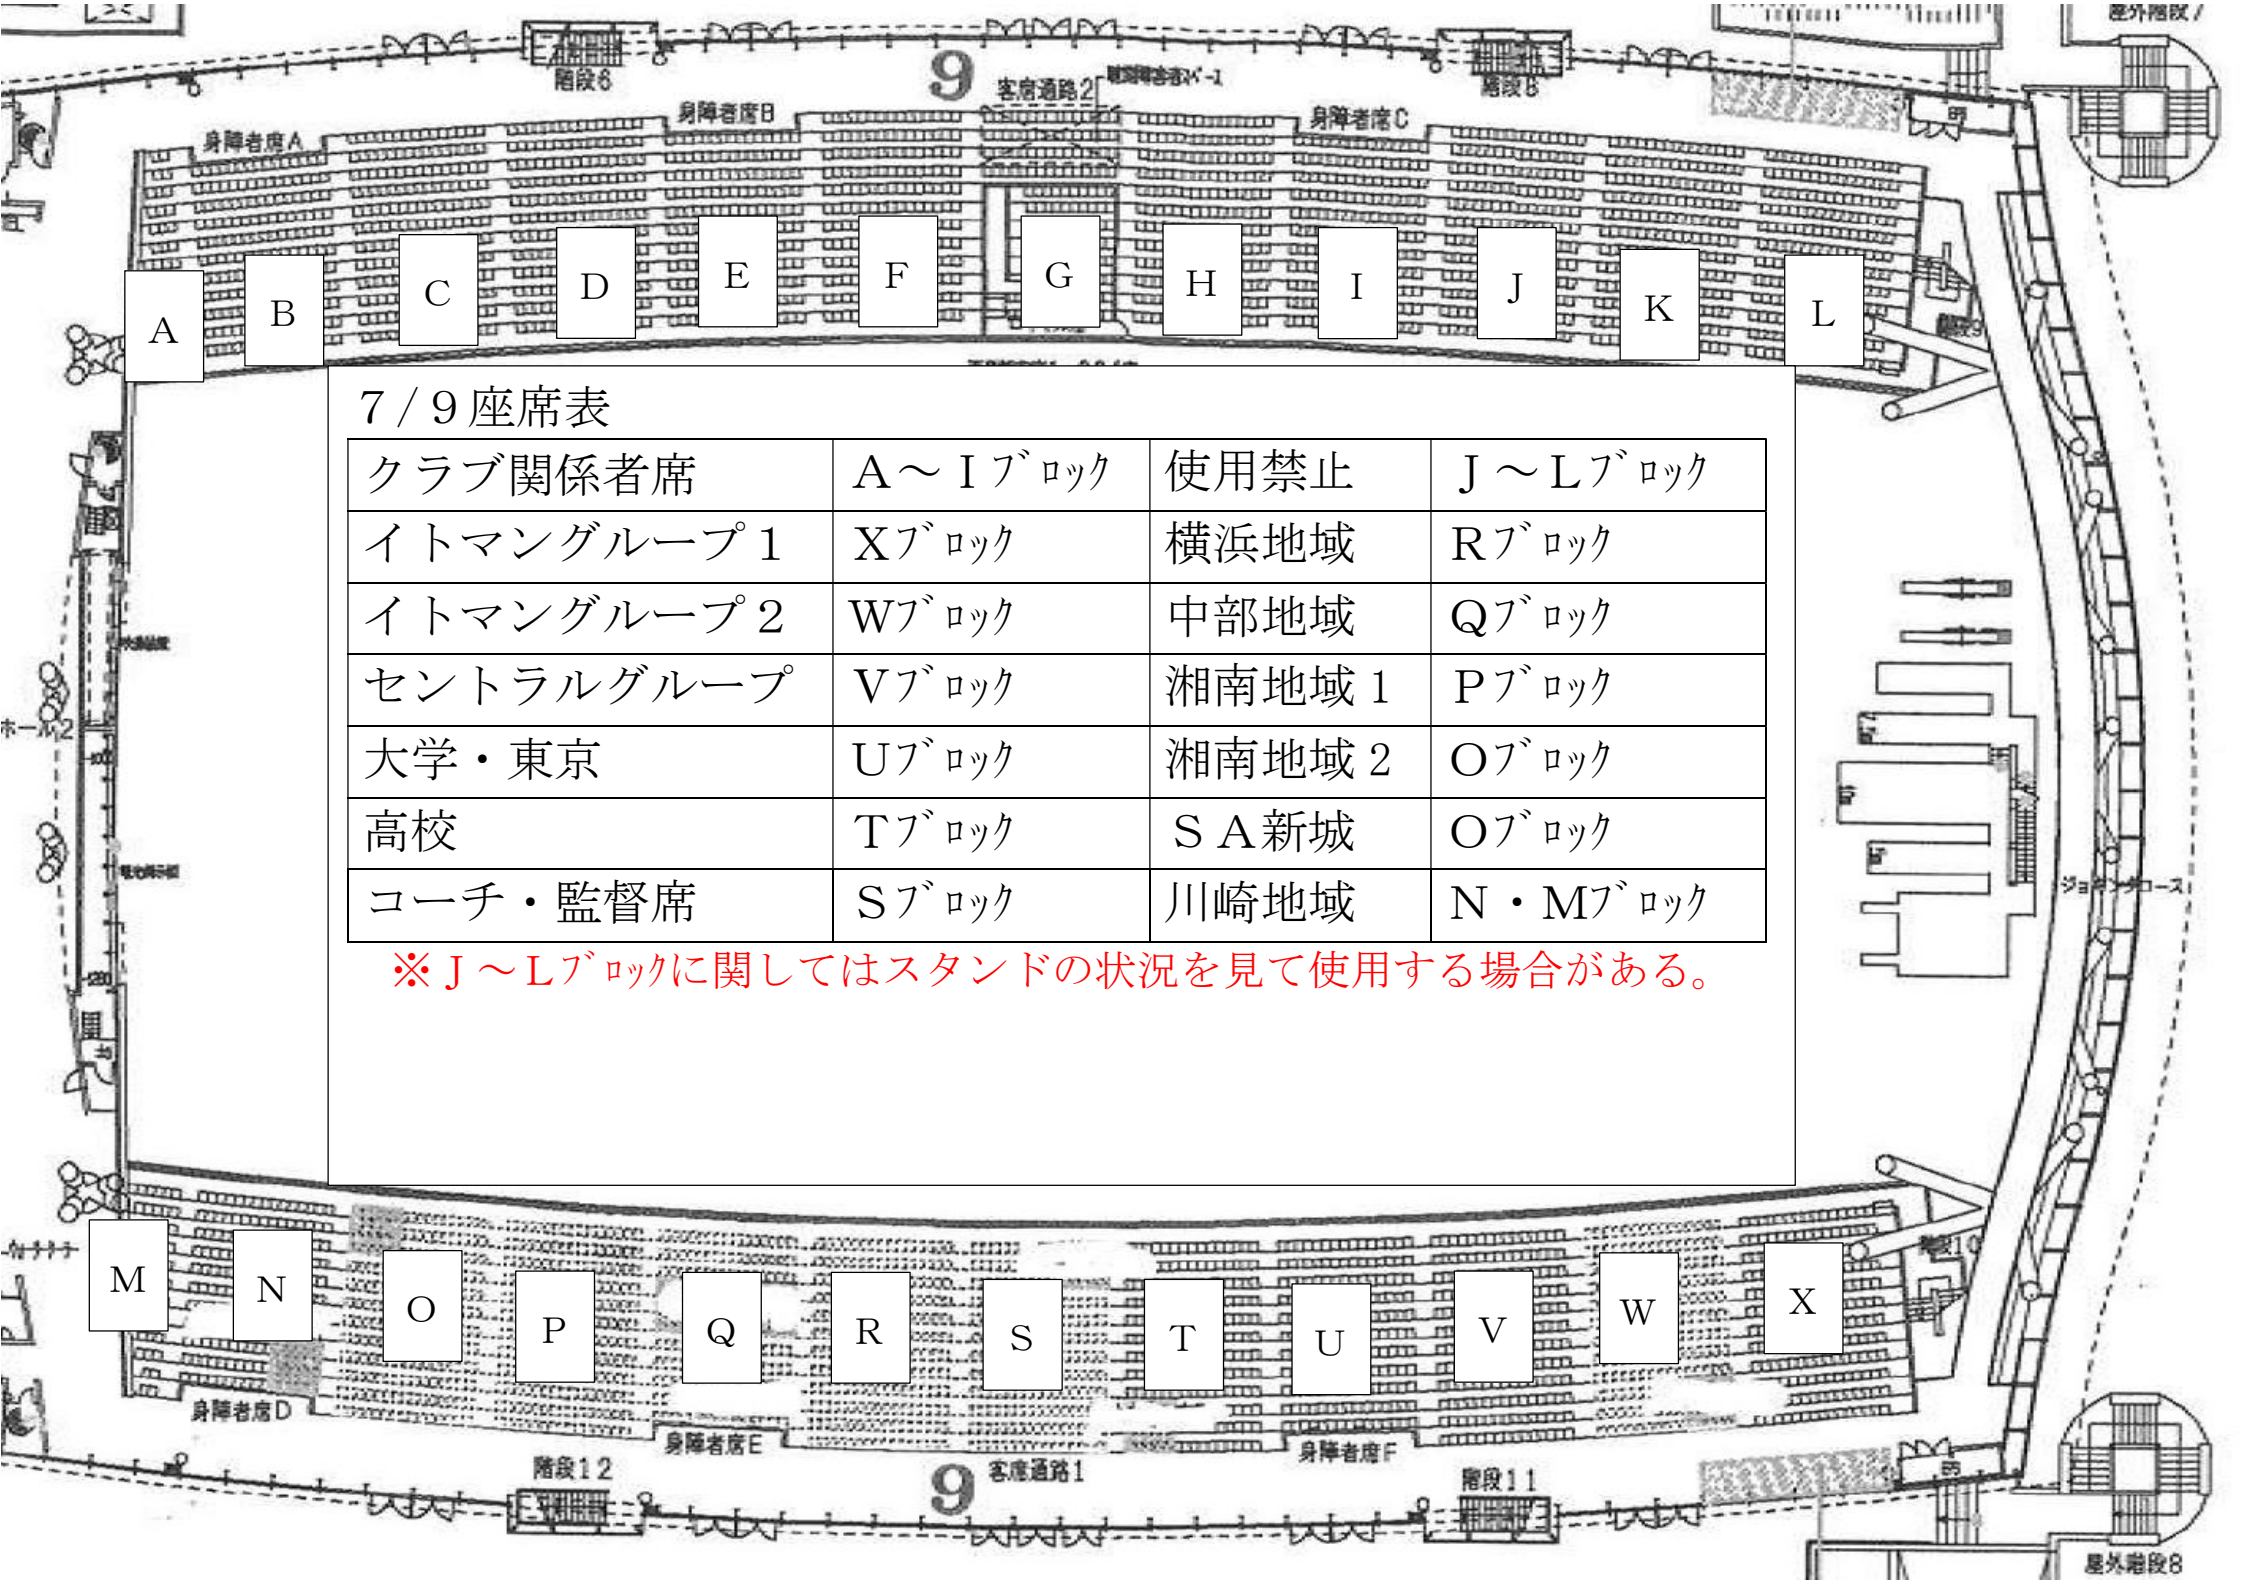 屋外階段7
階段6
9
客席通路2
階段8
身障者席A
身障者席B
身障者席C
A
B
C
D
E
F
G
H
I
J
K
L
7/9座席表
クラブ関係者席 A～Iブロック 使用禁止 J～Lブロック
イトマングループ1 Xブロック 横浜地域 Rブロック
イトマングループ2 Wブロック 中部地域 Qブロック
セントラルグループ Vブロック 湘南地域1 Pブロック
大学・東京 Uブロック 湘南地域2 Oブロック
高校 Tブロック SA新城 Oブロック
コーチ・監督席 Sブロック 川崎地域 N・Mブロック
※J～Lブロックに関してはスタンドの状況を見て使用する場合がある。
M
N
O
P
Q
R
S
T
U
V
W
X
身障者席D
身障者席E
身障者席F
階段12
9
客席通路1
階段11
屋外階段8